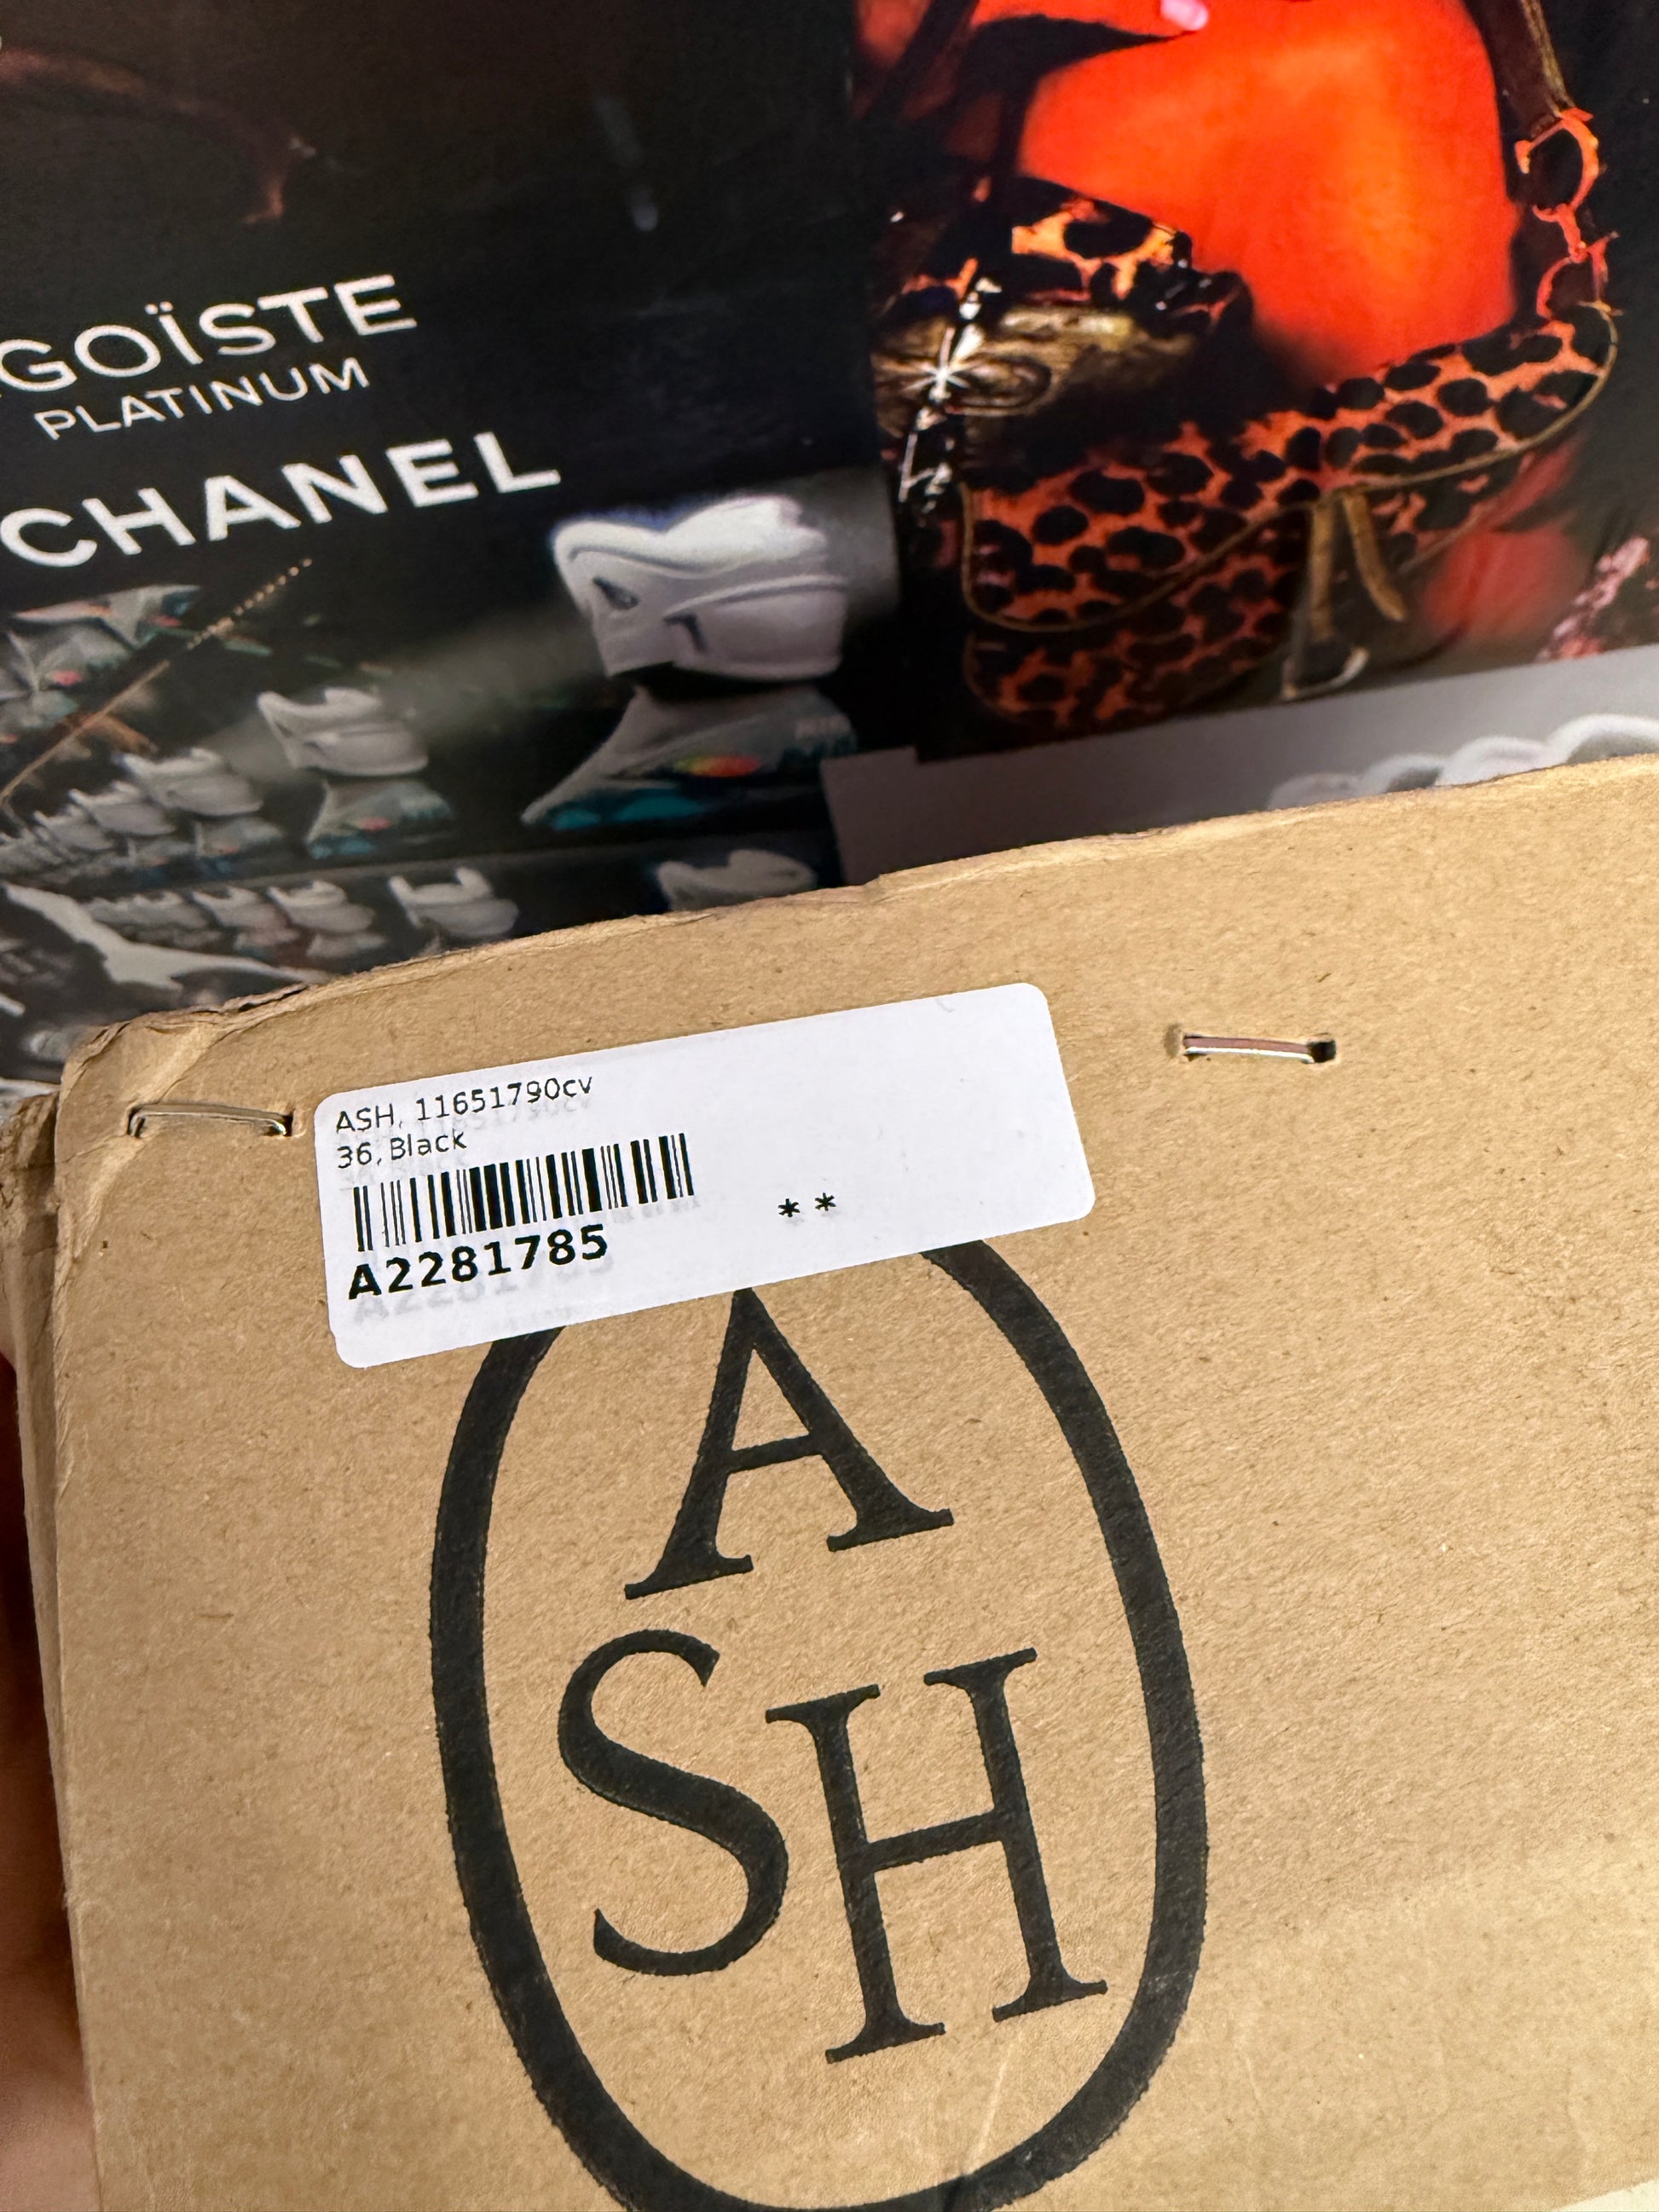 GOÏSTE
PLATINUM
CHANEL
ASH, 11651790cv
36, Black
A2281785
* *
A
SH